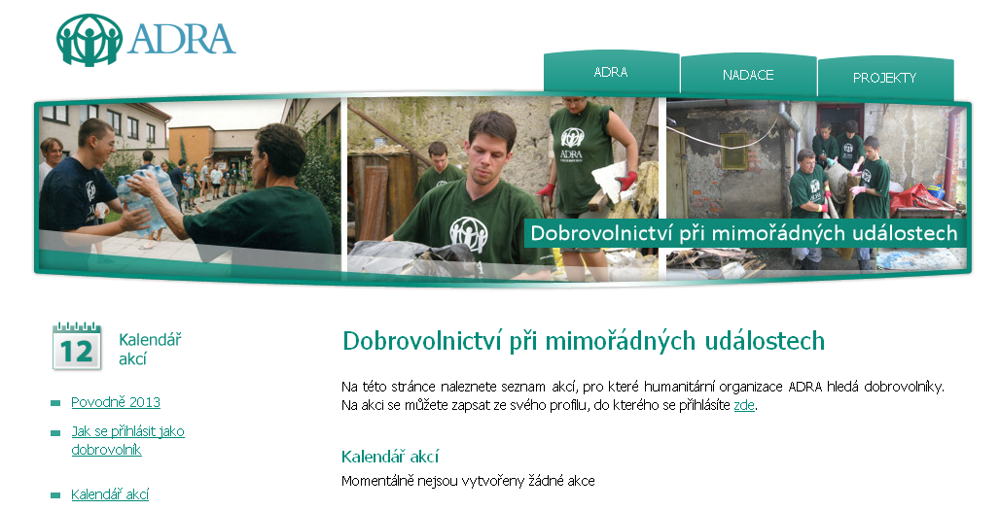 ADRA
ADRA
NADACE
PROJEKTY
ADRA
Dobrovolnictví při mimořádných událostech
12
Kalendář
akcí
Povodně 2013
Jak se přihlásit jako
dobrovolník
Kalendář akcí
Dobrovolnictví při mimořádných událostech
Na této stránce naleznete seznam akcí, pro které humanitární organizace ADRA hledá dobrovolníky.
Na akci se můžete zapsat ze svého profilu, do kterého se přihlásíte zde.
Kalendář akcí
Momentálně nejsou vytvořeny žádné akce